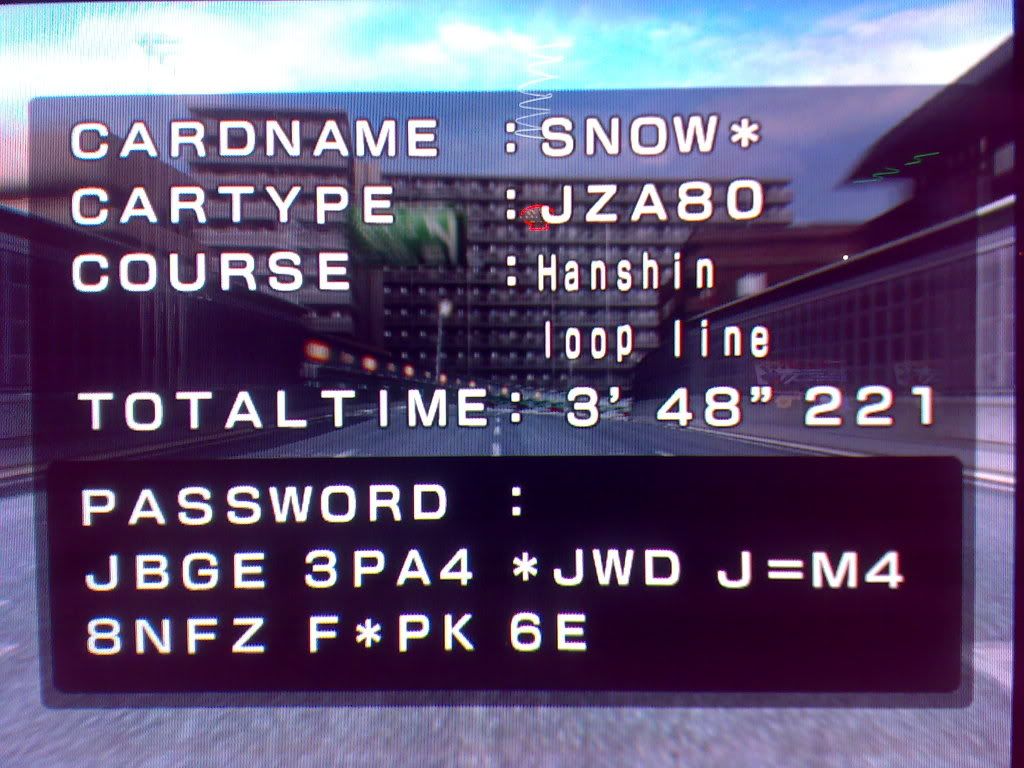 CARDNAME : SNOW*
CARTYPE : JZA80
COURSE : Hanshin
loop line
TOTALTIME: 3' 48" 221
PASSWORD :
JBGE 3PA4 *JWD J=M4
8NFZ F*PK 6E